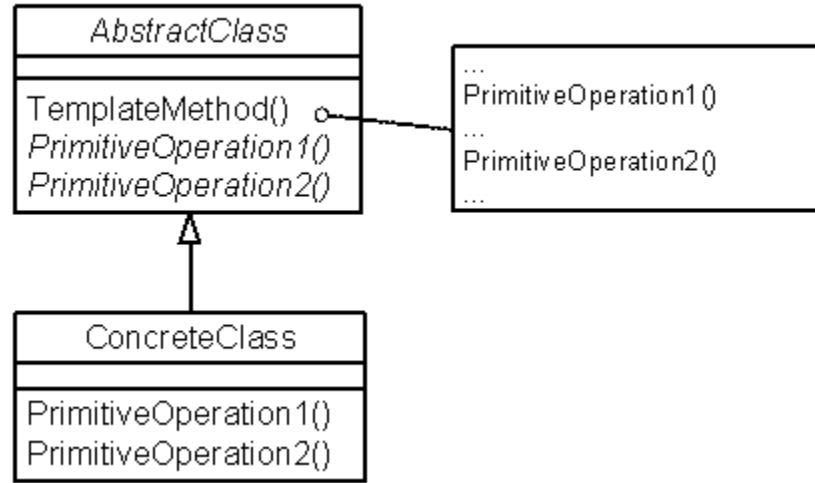 AbstractClass
TemplateMethod()
PrimitiveOperation1()
PrimitiveOperation2()
...
PrimitiveOperation1()
...
PrimitiveOperation2()
...
ConcreteClass
PrimitiveOperation1()
PrimitiveOperation2()